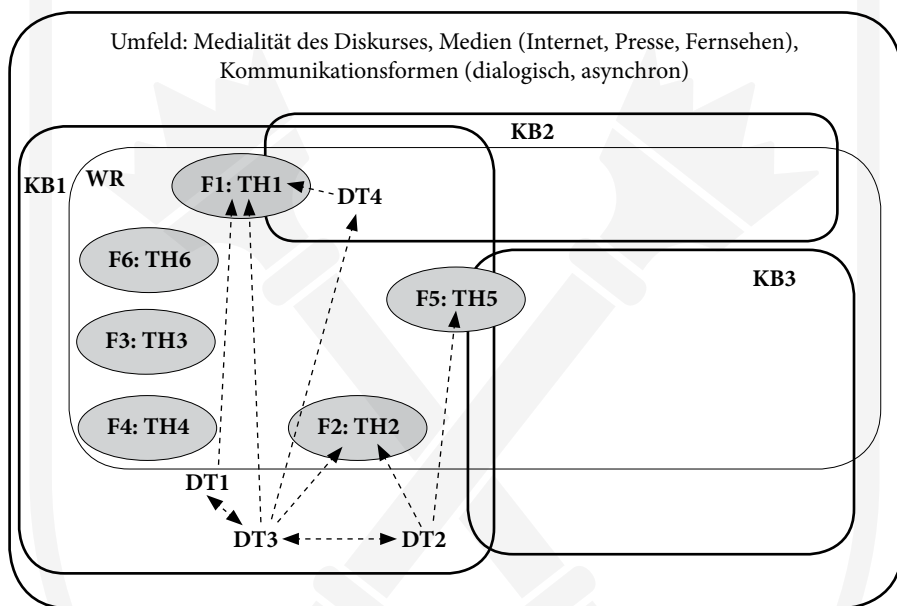 Umfeld: Medialität des Diskurses, Medien (Internet, Presse, Fernsehen),
Kommunikationsformen (dialogisch, asynchron)
KB2
KB1
WR
F1: TH1
DT4
F6: TH6
KB3
F5: TH5
F3: TH3
F4: TH4
F2: TH2
DT1
DT3
DT2